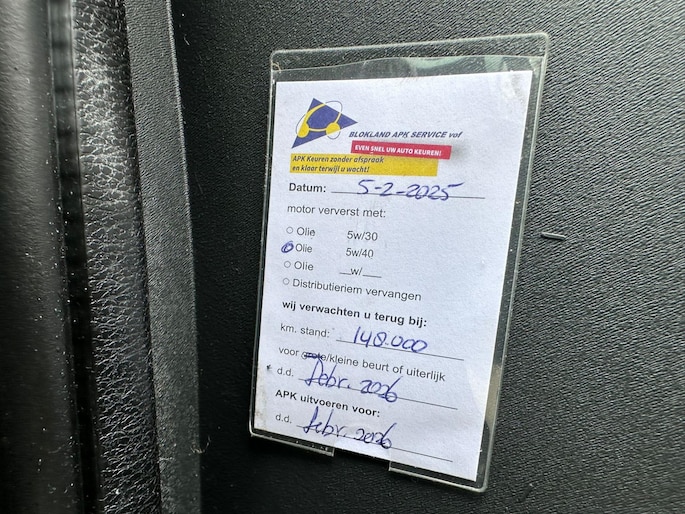 BLOKLAND APK SERVICE vof
EVEN SNEL UW AUTO KEUREN!
APK Keuren zonder afspraak
en klaar terwijl u wacht!
Datum: 5-2-2025
motor ververst met:
Olie 5w/30
Olie 5w/40
Olie __w/___
Distributieriem vervangen
wij verwachten u terug bij:
km. stand: 148.000
voor grote/kleine beurt of uiterlijk
d.d. Febr. 2026
APK uitvoeren voor:
d.d. febr. 2026